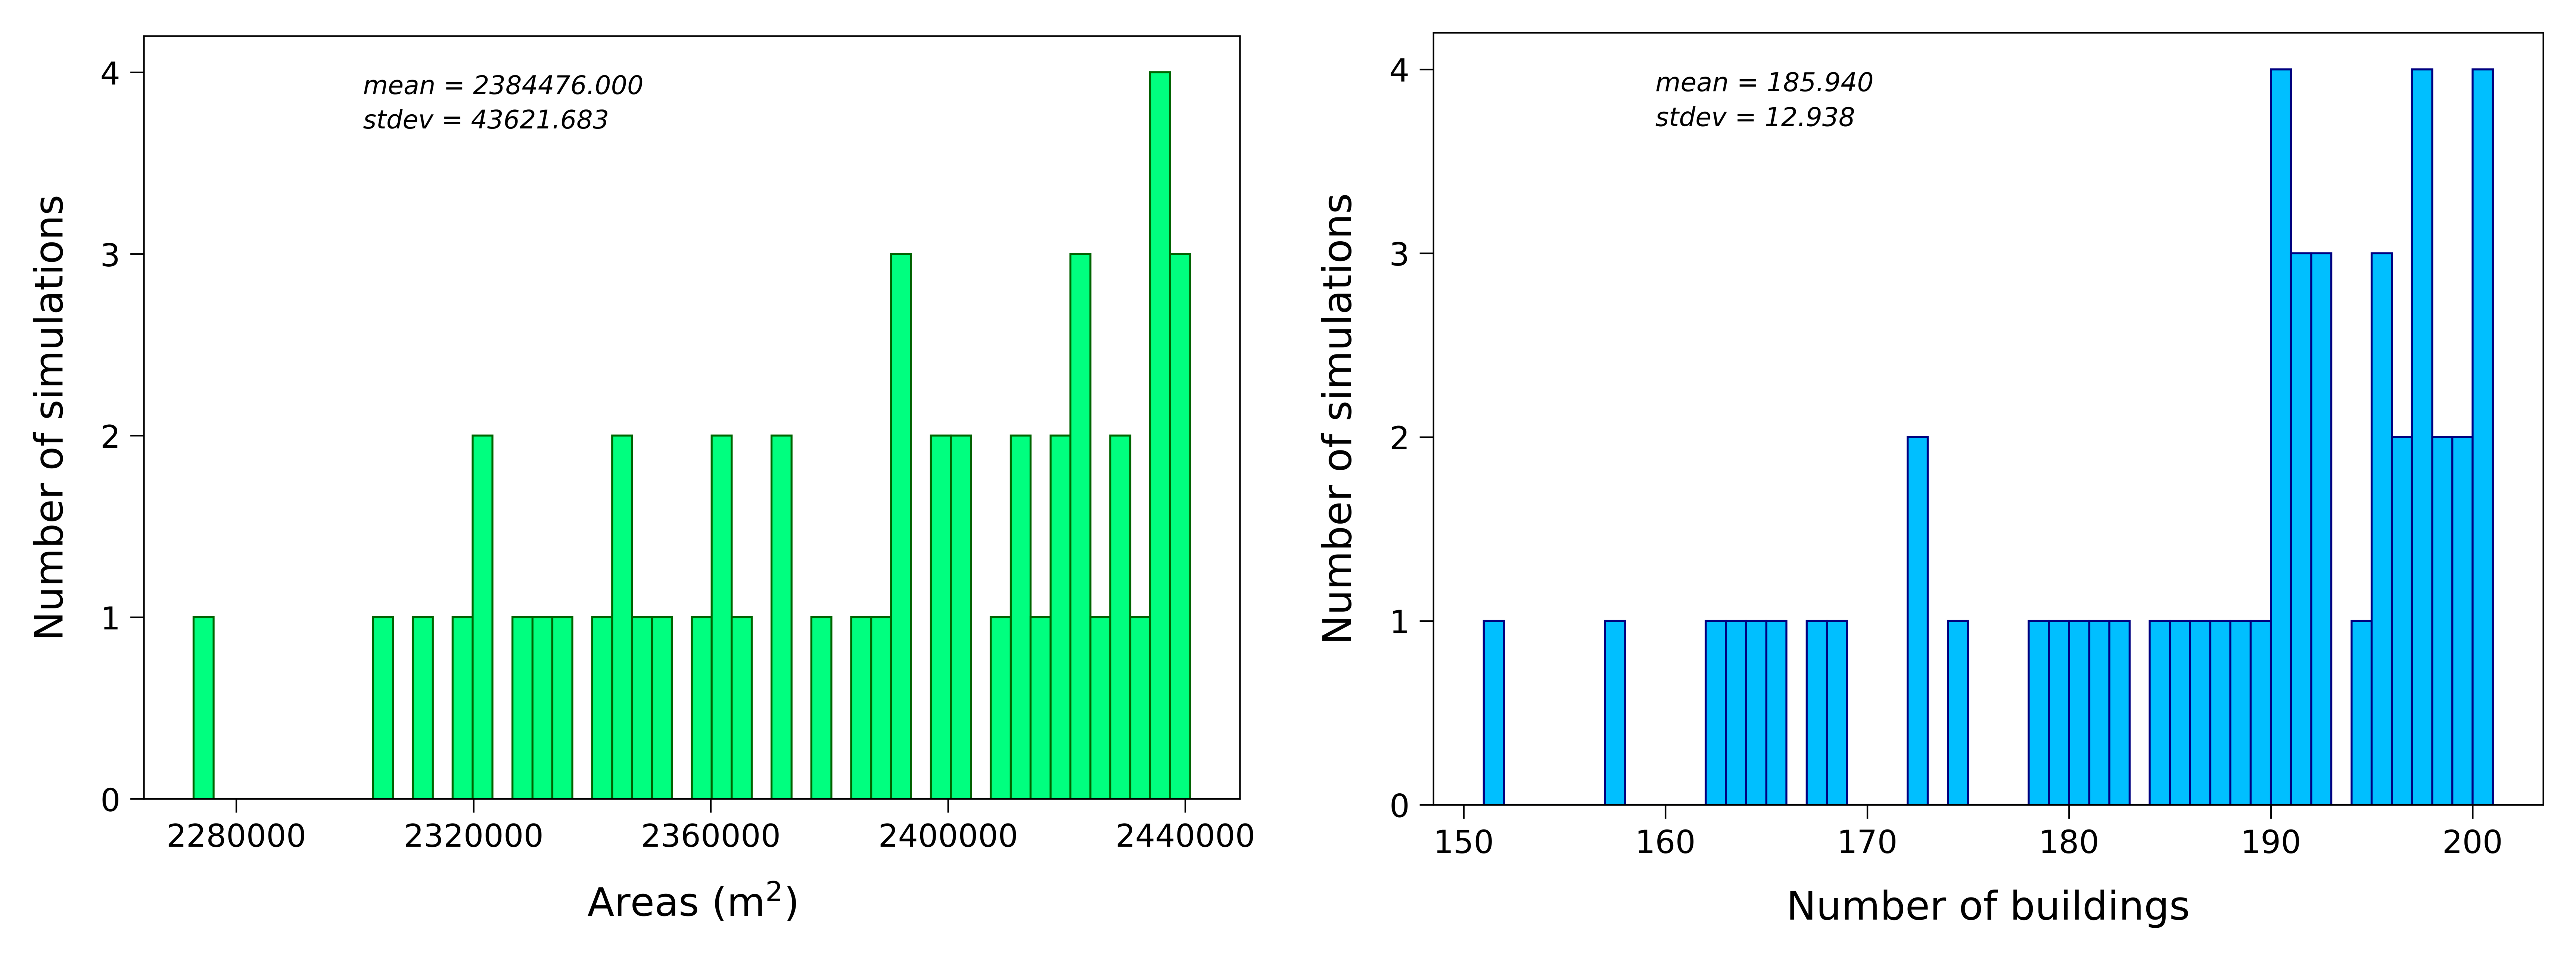 mean = 2384476.000
stdev = 43621.683
Number of simulations
4
3
2
1
0
2280000 2320000 2360000 2400000 2440000
Areas (m²)
mean = 185.940
stdev = 12.938
Number of simulations
4
3
2
1
0
150 160 170 180 190 200
Number of buildings